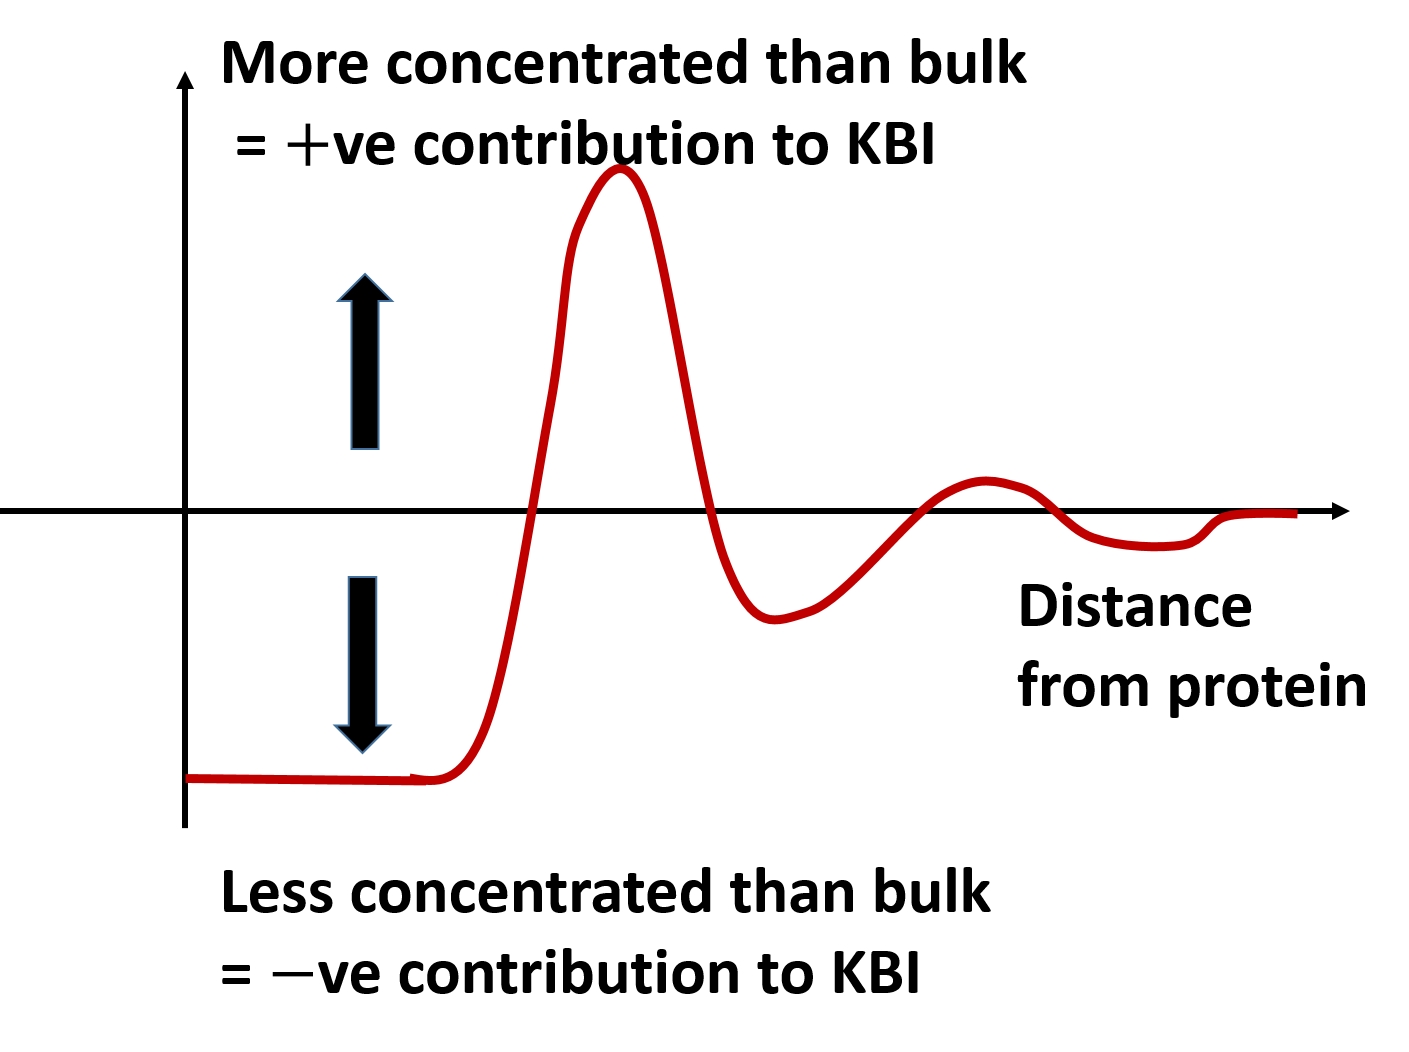 More concentrated than bulk
= +ve contribution to KBI
Distance
from protein
Less concentrated than bulk
= −ve contribution to KBI